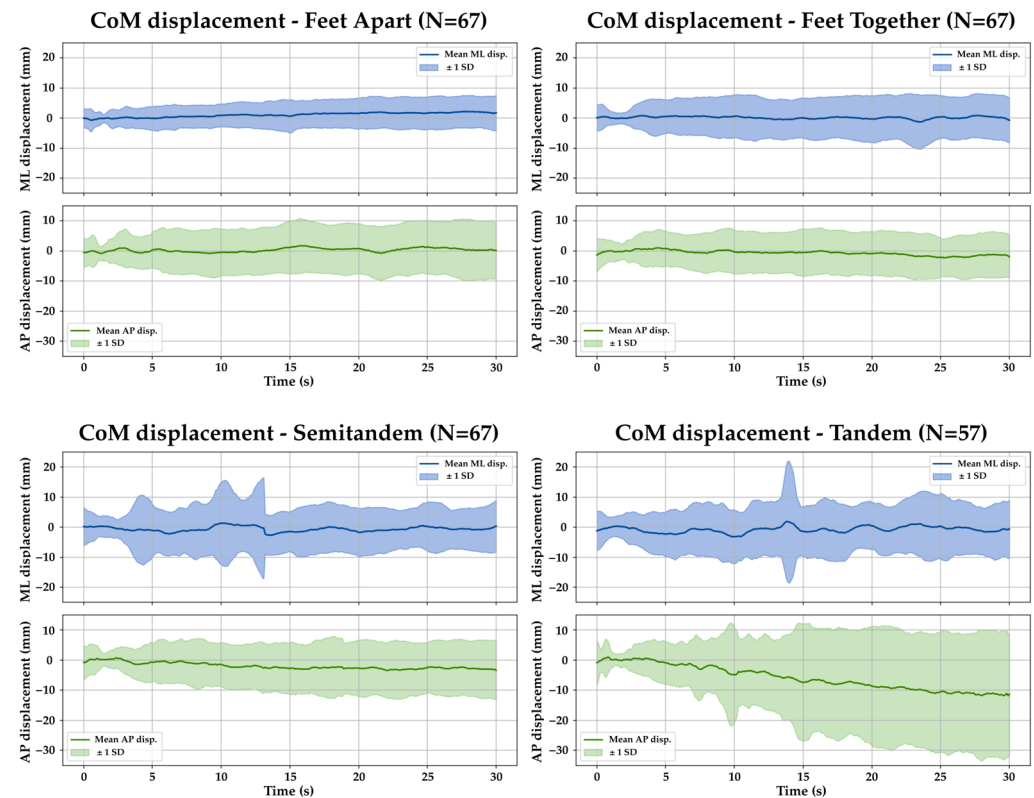 CoM displacement - Feet Apart (N=67)
ML displacement (mm)
20
10
0
−10
−20
Mean ML disp.
± 1 SD
AP displacement (mm)
10
0
−10
−20
−30
Mean AP disp.
± 1 SD
0 5 10 15 20 25 30
Time (s)
CoM displacement - Feet Together (N=67)
ML displacement (mm)
20
10
0
−10
−20
Mean ML disp.
± 1 SD
AP displacement (mm)
10
0
−10
−20
−30
Mean AP disp.
± 1 SD
0 5 10 15 20 25 30
Time (s)
CoM displacement - Semitandem (N=67)
ML displacement (mm)
20
10
0
−10
−20
Mean ML disp.
± 1 SD
AP displacement (mm)
10
0
−10
−20
−30
Mean AP disp.
± 1 SD
0 5 10 15 20 25 30
Time (s)
CoM displacement - Tandem (N=57)
ML displacement (mm)
20
10
0
−10
−20
Mean ML disp.
± 1 SD
AP displacement (mm)
10
0
−10
−20
−30
Mean AP disp.
± 1 SD
0 5 10 15 20 25 30
Time (s)